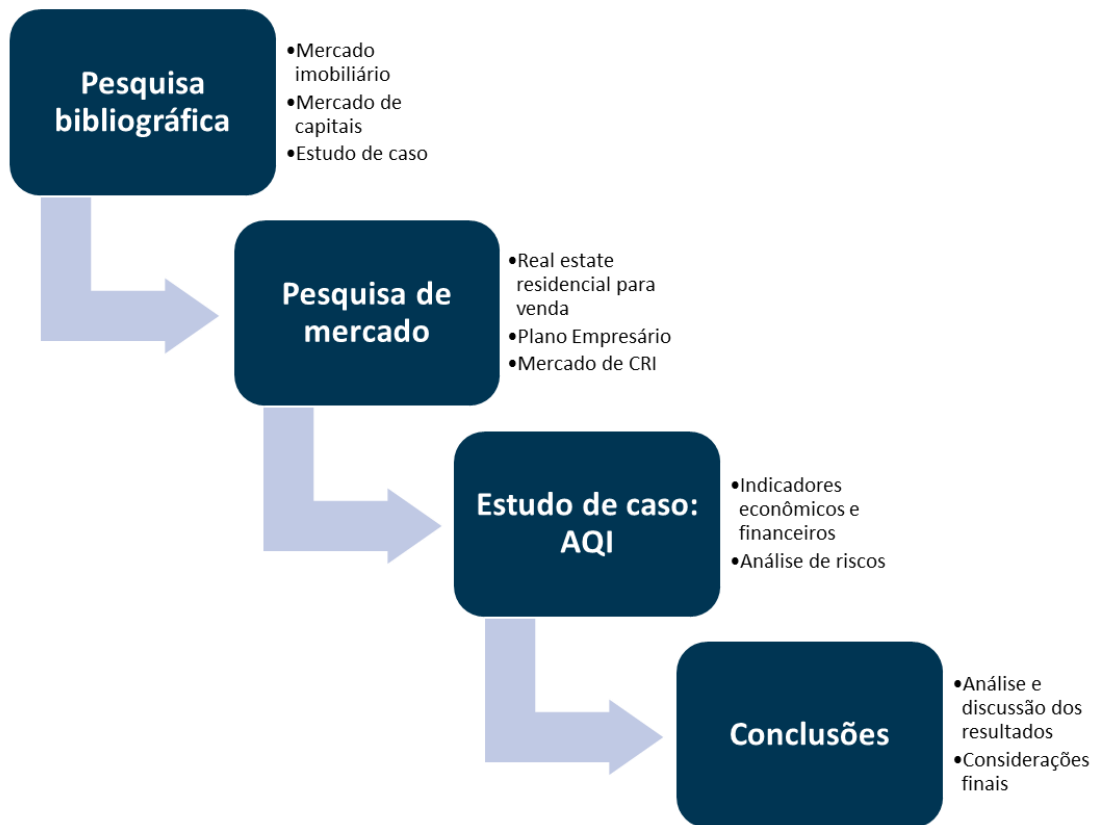 Pesquisa
bibliográfica
•Mercado
imobiliário
•Mercado de
capitais
•Estudo de caso
Pesquisa de
mercado
•Real estate
residencial para
venda
•Plano Empresário
•Mercado de CRI
Estudo de caso:
AQI
•Indicadores
econômicos e
financeiros
•Análise de riscos
Conclusões
•Análise e
discussão dos
resultados
•Considerações
finais